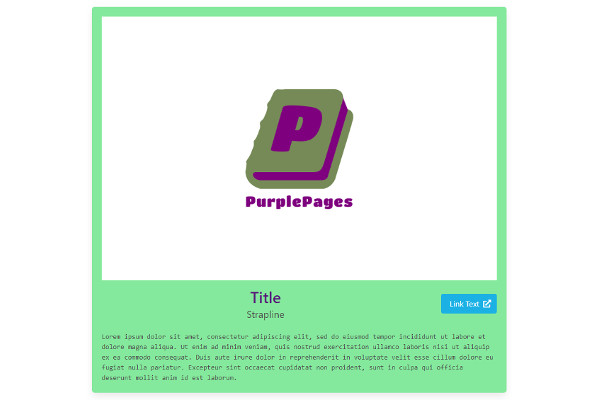 P
PurplePages
Title
Strapline
Link Text
Lorem ipsum dolor sit amet, consectetur adipiscing elit, sed do eiusmod tempor incididunt ut labore et
dolore magna aliqua. Ut enim ad minim veniam, quis nostrud exercitation ullamco laboris nisi ut aliquip
ex ea commodo consequat. Duis aute irure dolor in reprehenderit in voluptate velit esse cillum dolore eu
fugiat nulla pariatur. Excepteur sint occaecat cupidatat non proident, sunt in culpa qui officia
deserunt mollit anim id est laborum.